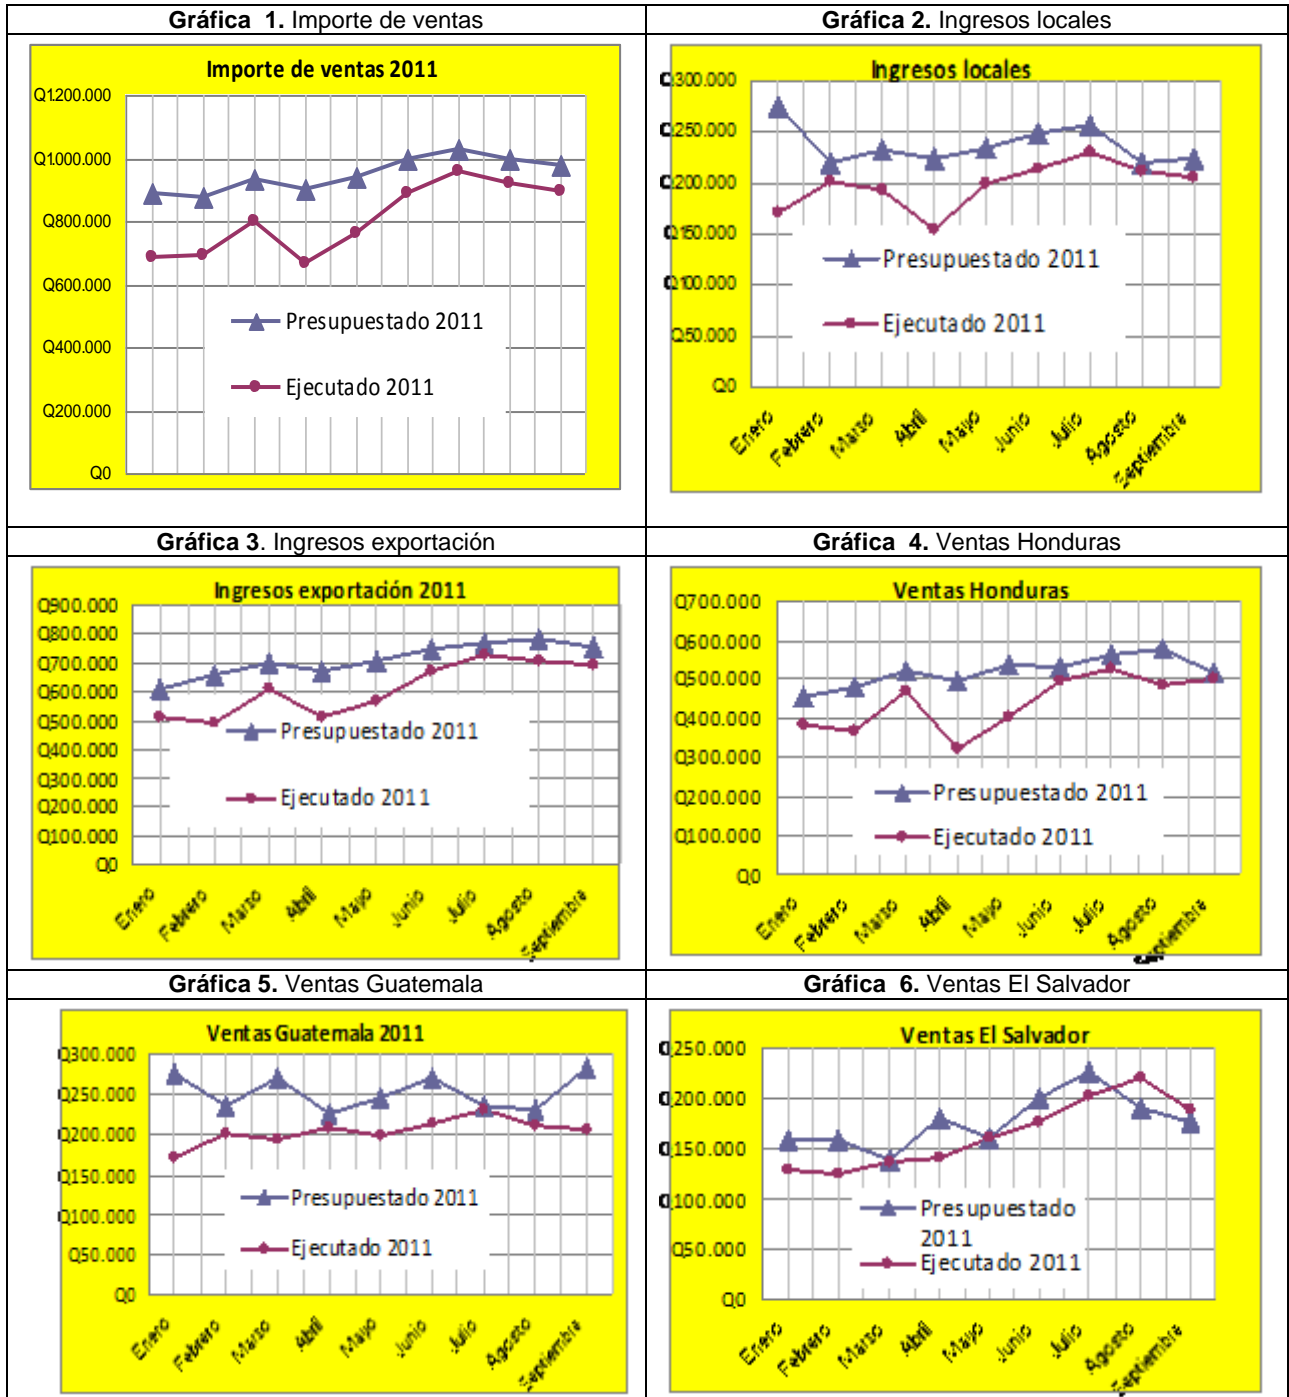 Gráfica 1. Importe de ventas
Importe de ventas 2011
Q1200.000
Q1000.000
Q800.000
Q600.000
Q400.000
Q200.000
Q0
Presupuestado 2011
Ejecutado 2011
Gráfica 2. Ingresos locales
Ingresos locales
Q300.000
Q250.000
Q200.000
Q150.000
Q100.000
Q50.000
Q0
Presupuestado 2011
Ejecutado 2011
Enero Febrero Marzo Abril Mayo Junio Julio Agosto Septiembre
Gráfica 3. Ingresos exportación
Ingresos exportación 2011
Q900.000
Q800.000
Q700.000
Q600.000
Q500.000
Q400.000
Q300.000
Q200.000
Q100.000
Q0
Presupuestado 2011
Ejecutado 2011
Enero Febrero Marzo Abril Mayo Junio Julio Agosto Septiembre
Gráfica 4. Ventas Honduras
Ventas Honduras
Q700.000
Q600.000
Q500.000
Q400.000
Q300.000
Q200.000
Q100.000
Q0
Presupuestado 2011
Ejecutado 2011
Enero Febrero Marzo Abril Mayo Junio Julio Agosto Septiembre
Gráfica 5. Ventas Guatemala
Ventas Guatemala 2011
Q300.000
Q250.000
Q200.000
Q150.000
Q100.000
Q50.000
Q0
Presupuestado 2011
Ejecutado 2011
Enero Febrero Marzo Abril Mayo Junio Julio Agosto Septiembre
Gráfica 6. Ventas El Salvador
Ventas El Salvador
Q250.000
Q200.000
Q150.000
Q100.000
Q50.000
Q0
Presupuestado
2011
Ejecutado 2011
Enero Febrero Marzo Abril Mayo Junio Julio Agosto Septiembre